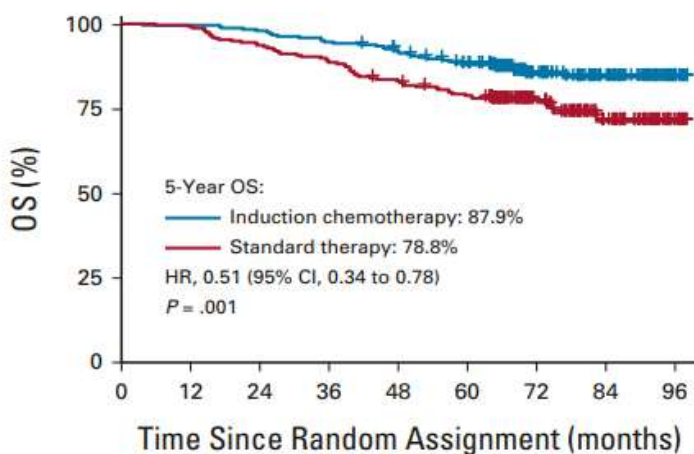 100
75
50
25
0
OS (%)
5-Year OS:
Induction chemotherapy: 87.9%
Standard therapy: 78.8%
HR, 0.51 (95% CI, 0.34 to 0.78)
P = .001
0 12 24 36 48 60 72 84 96
Time Since Random Assignment (months)